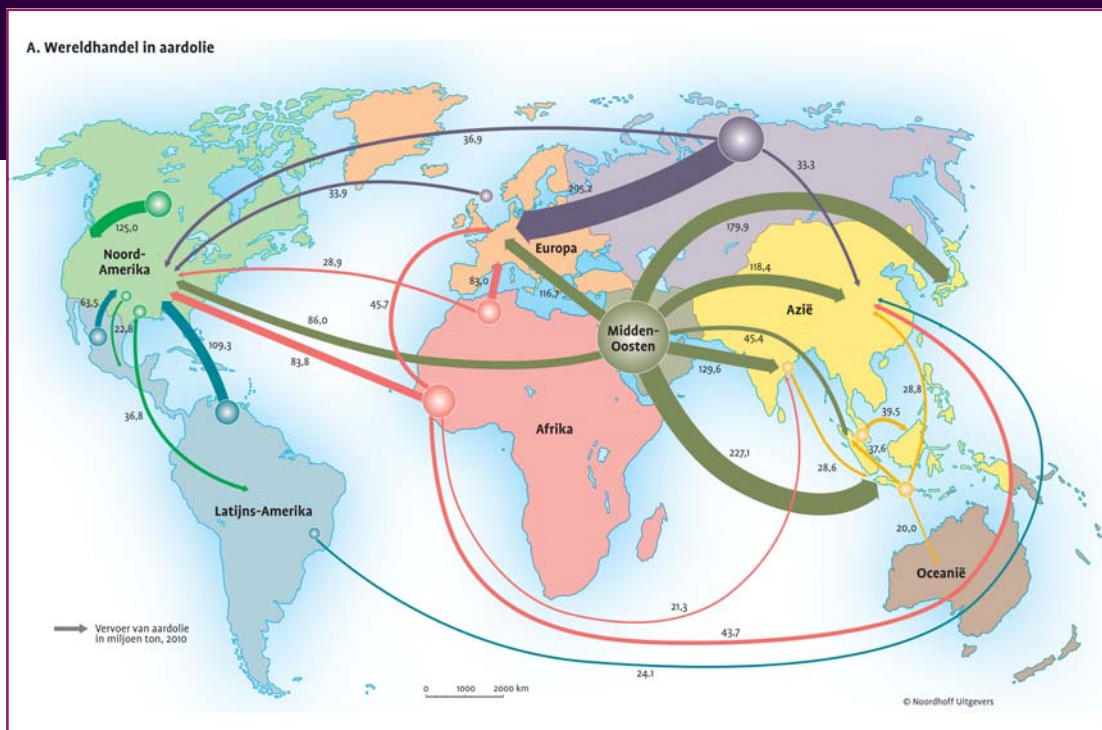 A. Wereldhandel in aardolie
36,9
33,9
33,3
295,2
125,0
Noord-
Amerika
Europa
179,9
28,9
83,0
116,7
118,4
Azië
63,5
22,8
45,7
86,0
Midden-
Oosten
45,4
109,3
83,8
129,6
28,8
36,8
39,5
Afrika
37,6
227,1
28,6
Latijns-Amerika
20,0
Oceanië
21,3
Vervoer van aardolie
in miljoen ton, 2010
43,7
24,1
0 1000 2000 km
© Noordhoff Uitgevers